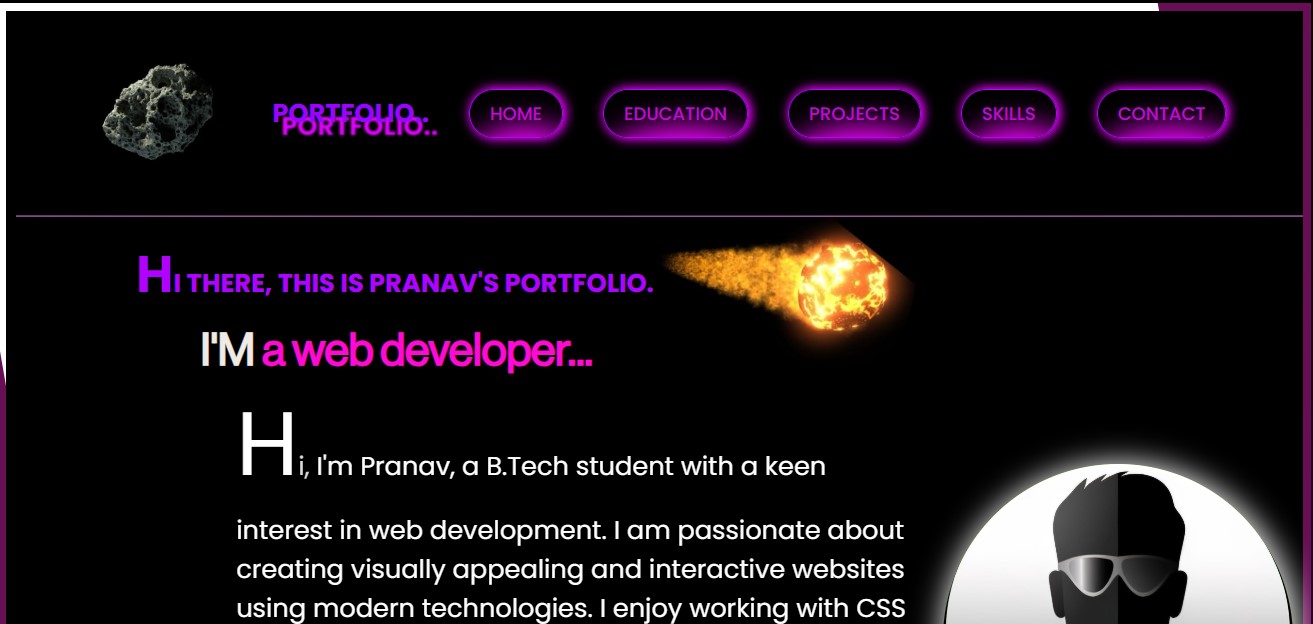 PORTFOLIO..
PORTFOLIO..
HOME EDUCATION PROJECTS SKILLS CONTACT
HI THERE, THIS IS PRANAV'S PORTFOLIO.
I'M a web developer...
Hi, I'm Pranav, a B.Tech student with a keen
interest in web development. I am passionate about
creating visually appealing and interactive websites
using modern technologies. I enjoy working with CSS